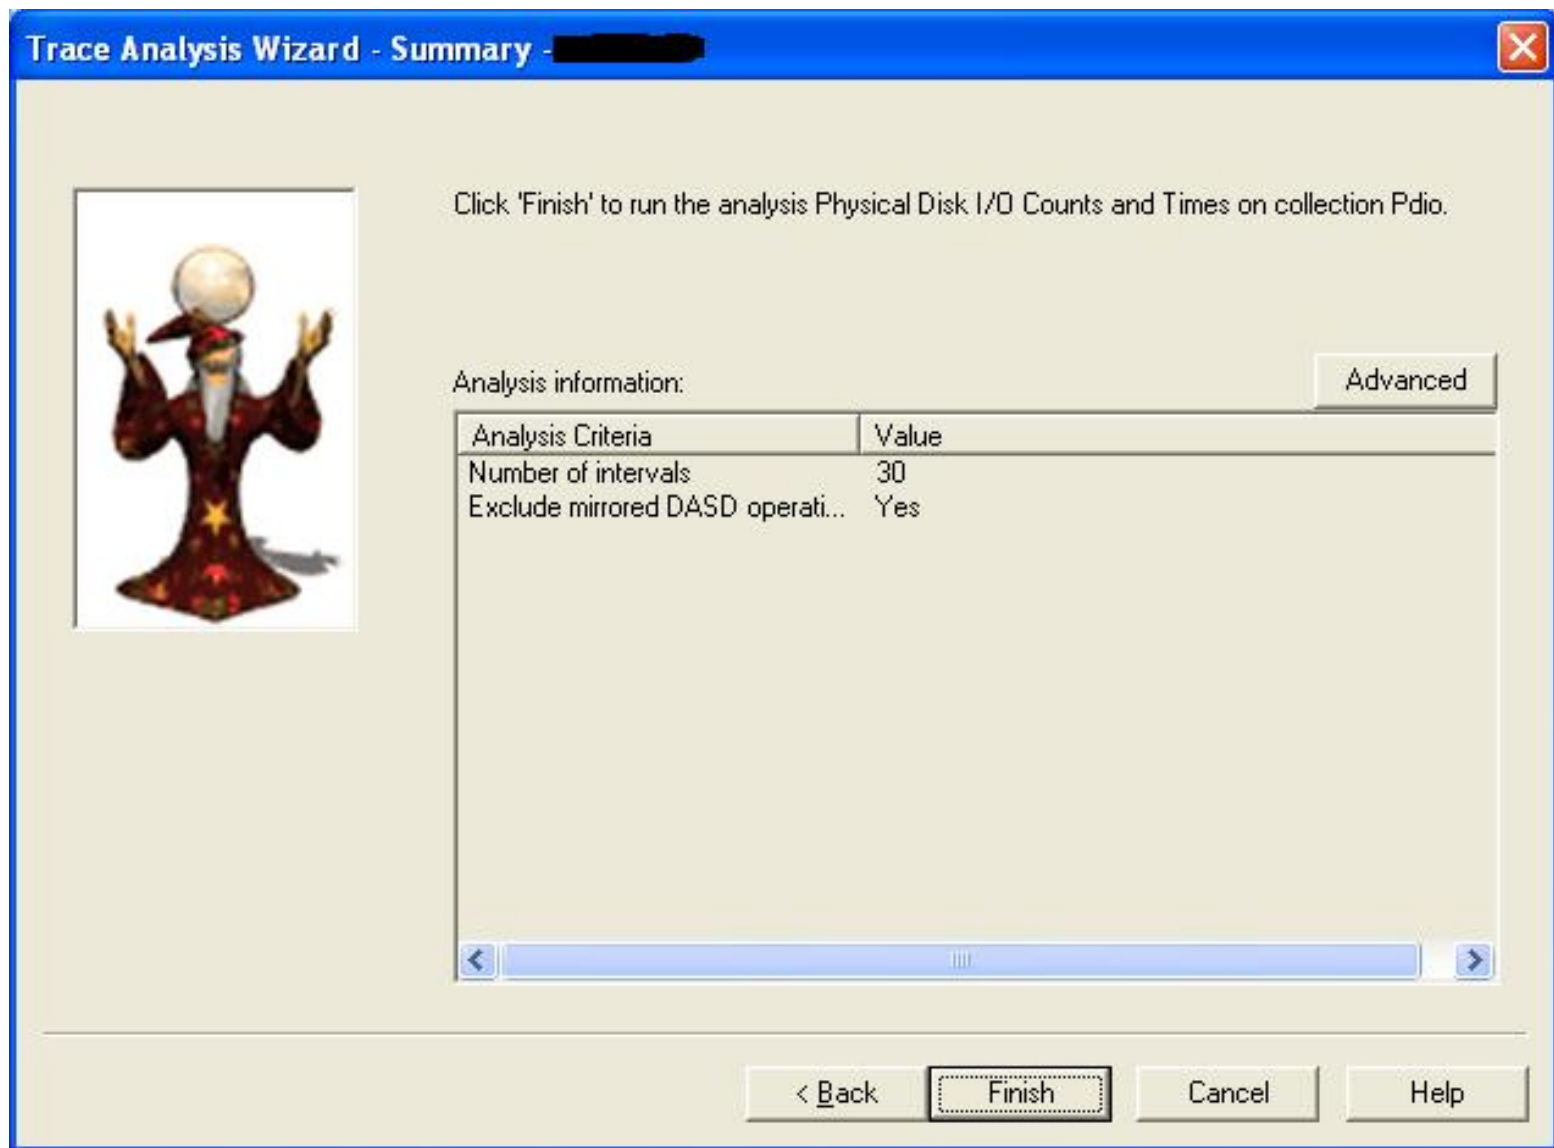 Trace Analysis Wizard - Summary -
Click 'Finish' to run the analysis Physical Disk I/O Counts and Times on collection Pdio.
Analysis information:
Advanced
Analysis Criteria Value
Number of intervals 30
Exclude mirrored DASD operati... Yes
< Back Finish Cancel Help